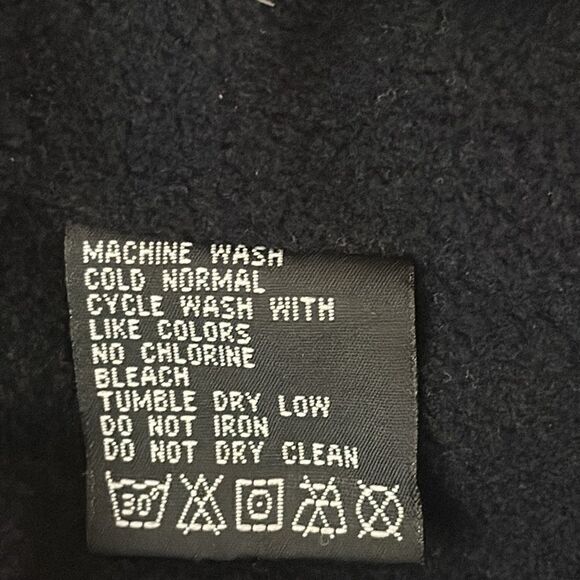 MACHINE WASH
COLD NORMAL
CYCLE WASH WITH
LIKE COLORS
NO CHLORINE
BLEACH
TUMBLE DRY LOW
DO NOT IRON
DO NOT DRY CLEAN
30°